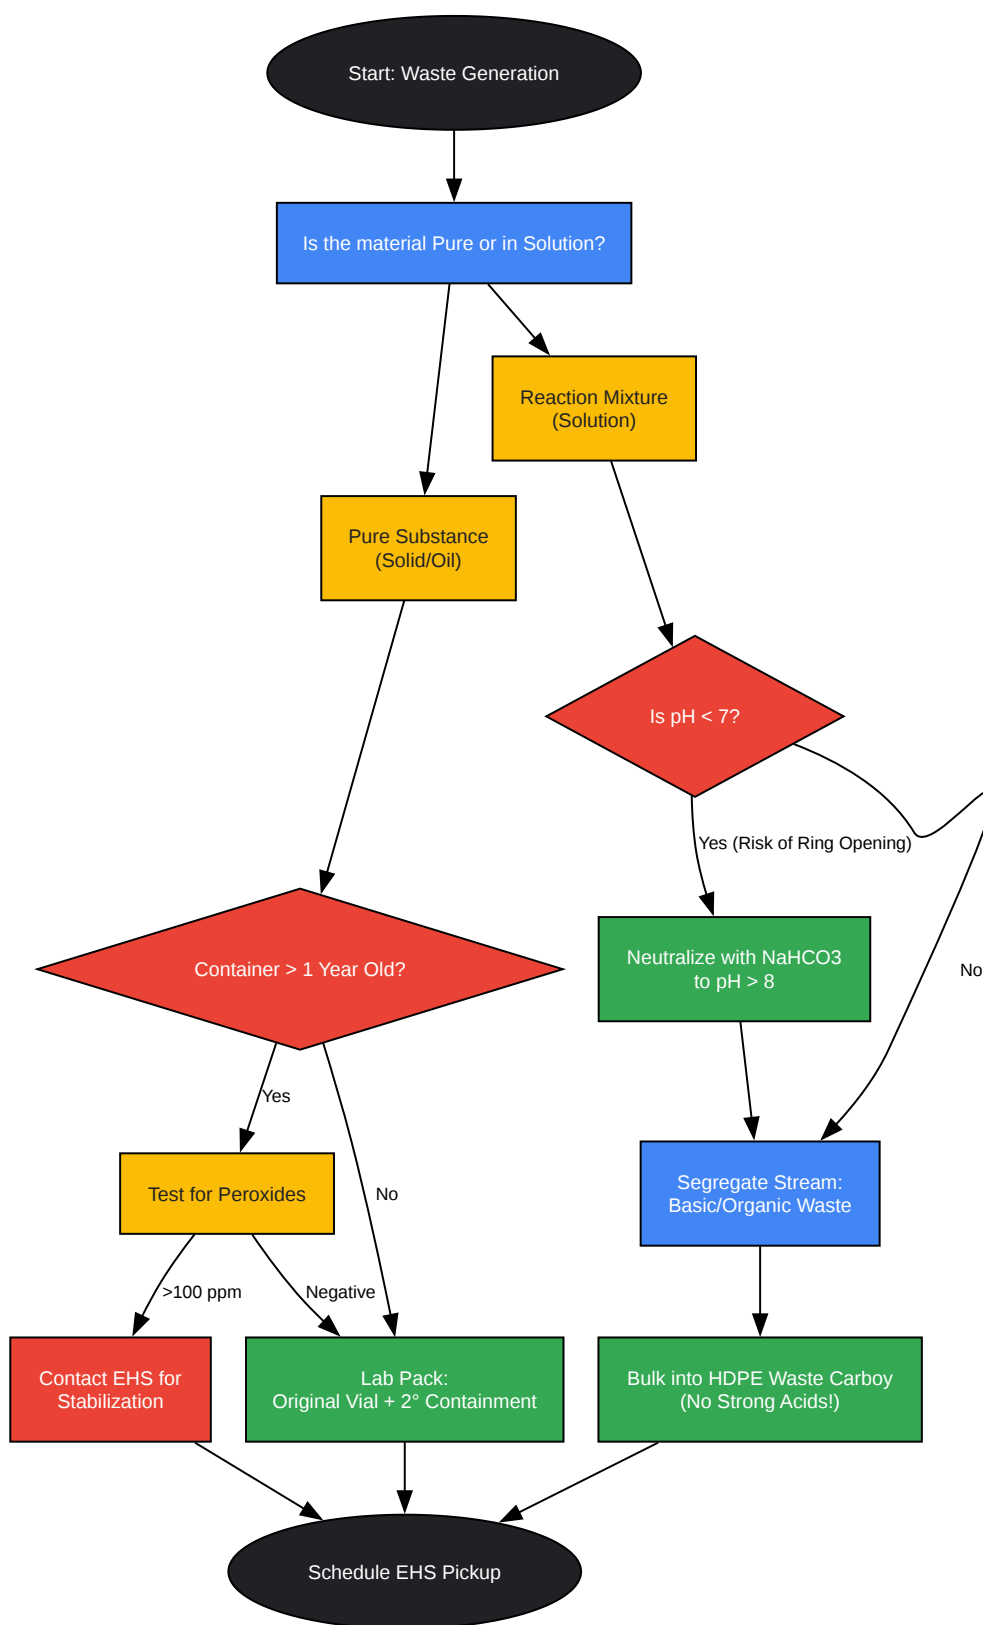 Start: Waste Generation
Is the material Pure or in Solution?
Reaction Mixture
(Solution)
Pure Substance
(Solid/Oil)
Is pH < 7?
Yes (Risk of Ring Opening)
Container > 1 Year Old?
Neutralize with NaHCO3
to pH > 8
No
Yes
Test for Peroxides
No
Segregate Stream:
Basic/Organic Waste
>100 ppm
Negative
Contact EHS for
Stabilization
Lab Pack:
Original Vial + 2° Containment
Bulk into HDPE Waste Carboy
(No Strong Acids!)
Schedule EHS Pickup